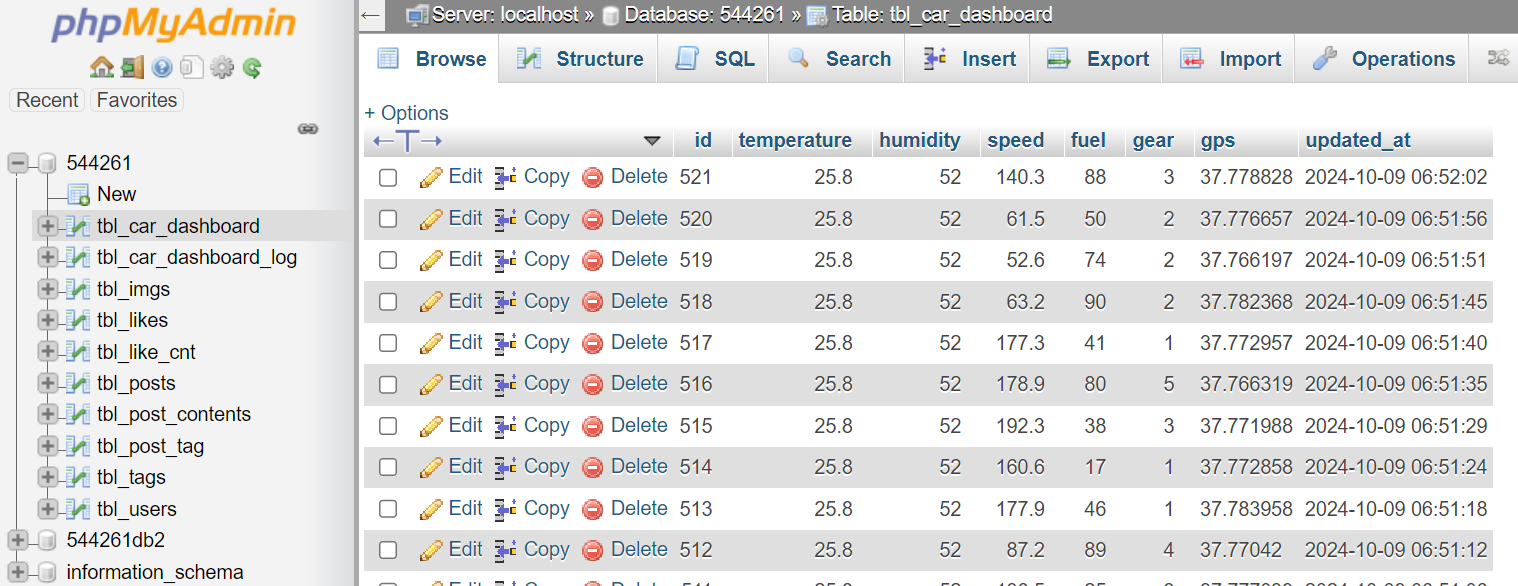 phpMyAdmin
Recent Favorites
544261
New
tbl_car_dashboard
tbl_car_dashboard_log
tbl_imgs
tbl_likes
tbl_like_cnt
tbl_posts
tbl_post_contents
tbl_post_tag
tbl_tags
tbl_users
544261db2
information_schema
Server: localhost » Database: 544261 » Table: tbl_car_dashboard
Browse Structure SQL Search Insert Export Import Operations
+ Options
←T→ id temperature humidity speed fuel gear gps updated_at
Edit Copy Delete 521 25.8 52 140.3 88 3 37.778828 2024-10-09 06:52:02
Edit Copy Delete 520 25.8 52 61.5 50 2 37.776657 2024-10-09 06:51:56
Edit Copy Delete 519 25.8 52 52.6 74 2 37.766197 2024-10-09 06:51:51
Edit Copy Delete 518 25.8 52 63.2 90 2 37.782368 2024-10-09 06:51:45
Edit Copy Delete 517 25.8 52 177.3 41 1 37.772957 2024-10-09 06:51:40
Edit Copy Delete 516 25.8 52 178.9 80 5 37.766319 2024-10-09 06:51:35
Edit Copy Delete 515 25.8 52 192.3 38 3 37.771988 2024-10-09 06:51:29
Edit Copy Delete 514 25.8 52 160.6 17 1 37.772858 2024-10-09 06:51:24
Edit Copy Delete 513 25.8 52 177.9 46 1 37.783958 2024-10-09 06:51:18
Edit Copy Delete 512 25.8 52 87.2 89 4 37.77042 2024-10-09 06:51:12